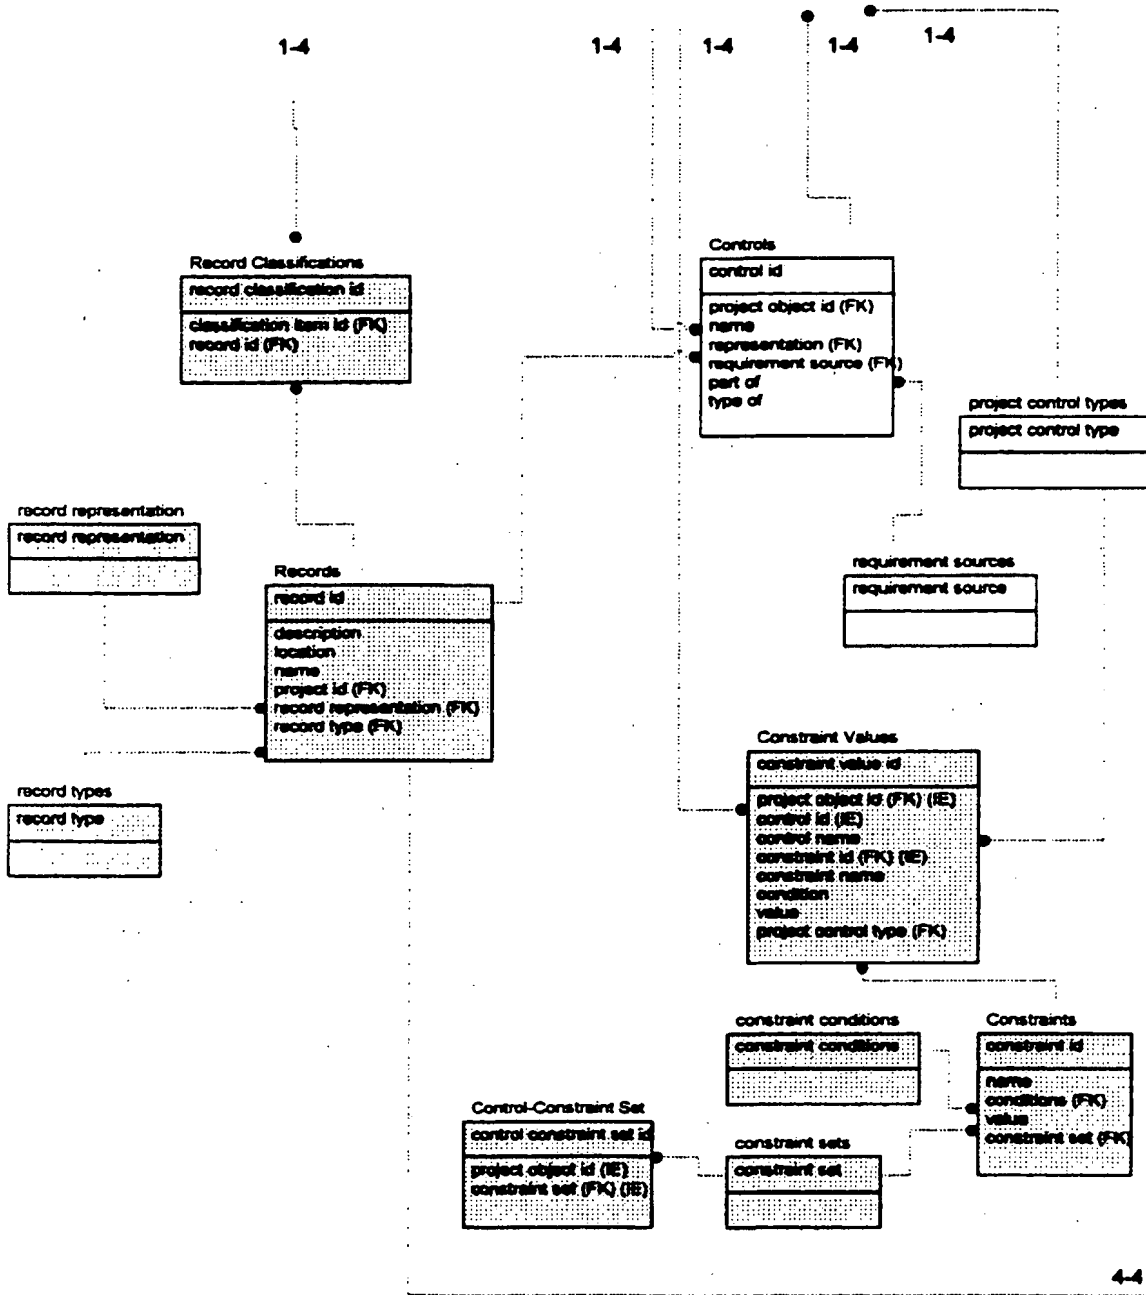 1-4
1-4
1-4
1-4
1-4
Record Classifications
record classification id
classification item id (FK)
record id (FK)
Controls
control id
project object id (FK)
name
representation (FK)
requirement source (FK)
part of
type of
project control types
project control type
record representation
record representation
Records
record id
description
location
name
project id (FK)
record representation (FK)
record type (FK)
requirement sources
requirement source
record types
record type
Constraint Values
constraint value id
project object id (FK) (IE)
control id (IE)
control name
constraint id (FK) (IE)
constraint name
condition
value
project control type (FK)
constraint conditions
constraint conditions
Constraints
constraint id
name
conditions (FK)
value
constraint set (FK)
Control-Constraint Set
control constraint set id
project object id (IE)
constraint set (FK) (IE)
constraint sets
constraint set
4-4